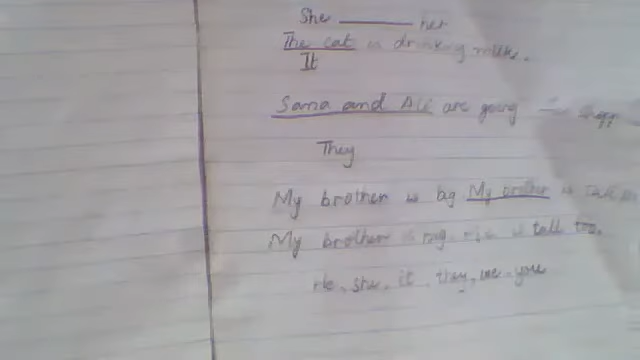 She ______ her
The cat is drinking milk.
It
Sana and Ali are going
They
My brother is big My brother is
My brother is big. is tall too.
He, she, it, they, we, you